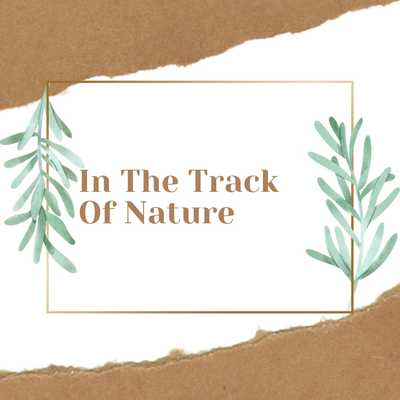 In The Track
Of Nature